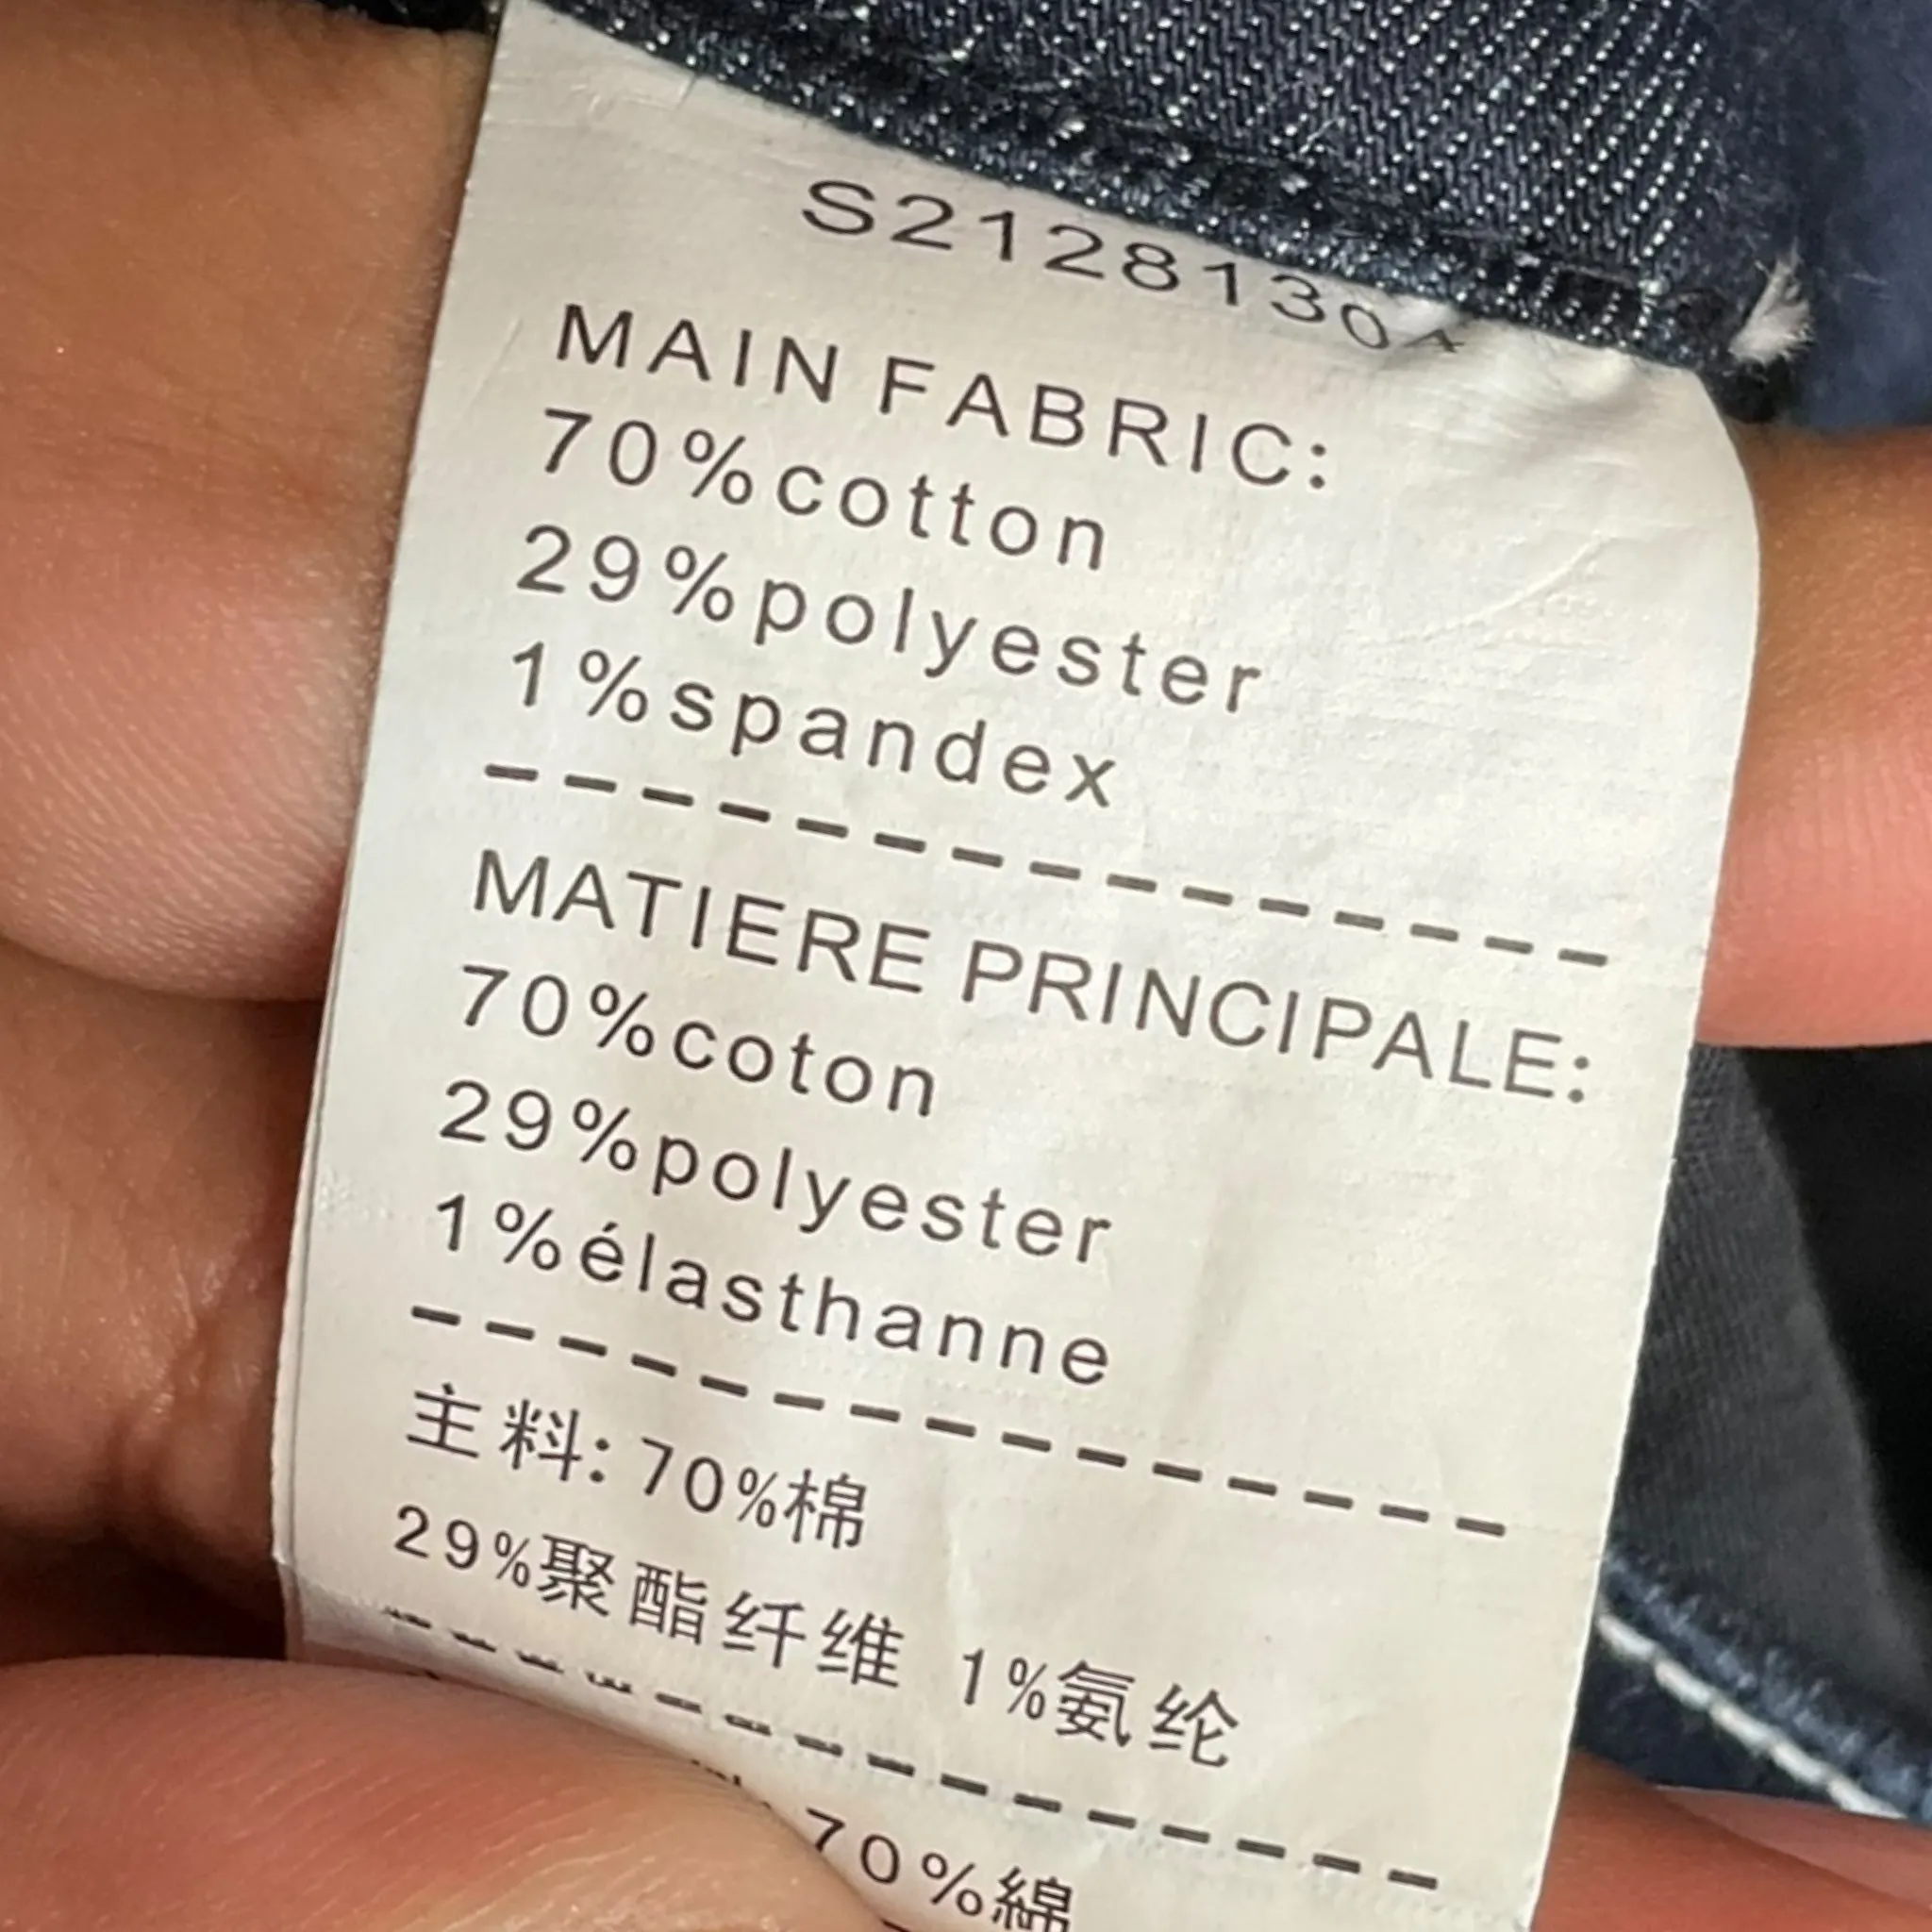 S2128130
MAIN FABRIC:
70%cotton
29%polyester
1%spandex
MATIERE PRINCIPALE:
70%coton
29%polyester
1%élasthanne
主料: 70%棉
29%聚酯纤维 1%氨纶
70%綿